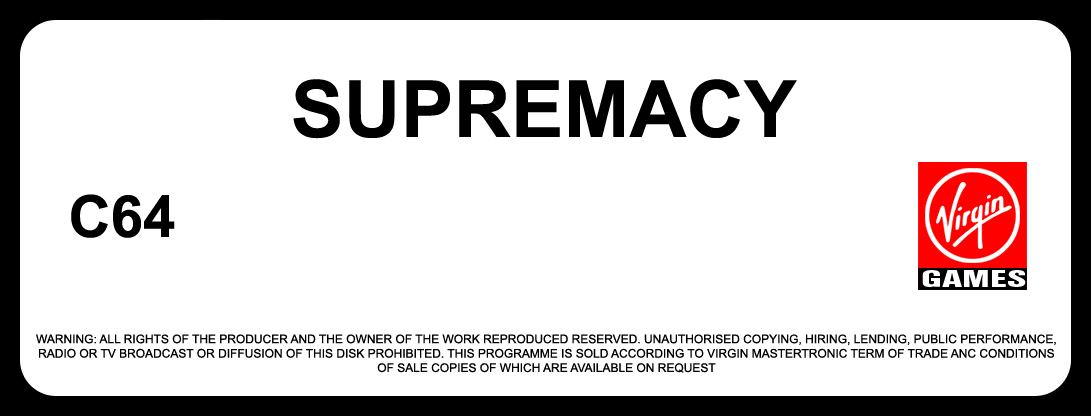 SUPREMACY
C64
Virgin
GAMES
WARNING: ALL RIGHTS OF THE PRODUCER AND THE OWNER OF THE WORK REPRODUCED RESERVED. UNAUTHORISED COPYING, HIRING, LENDING, PUBLIC PERFORMANCE,
RADIO OR TV BROADCAST OR DIFFUSION OF THIS DISK PROHIBITED. THIS PROGRAMME IS SOLD ACCORDING TO VIRGIN MASTERTRONIC TERM OF TRADE ANC CONDITIONS
OF SALE COPIES OF WHICH ARE AVAILABLE ON REQUEST